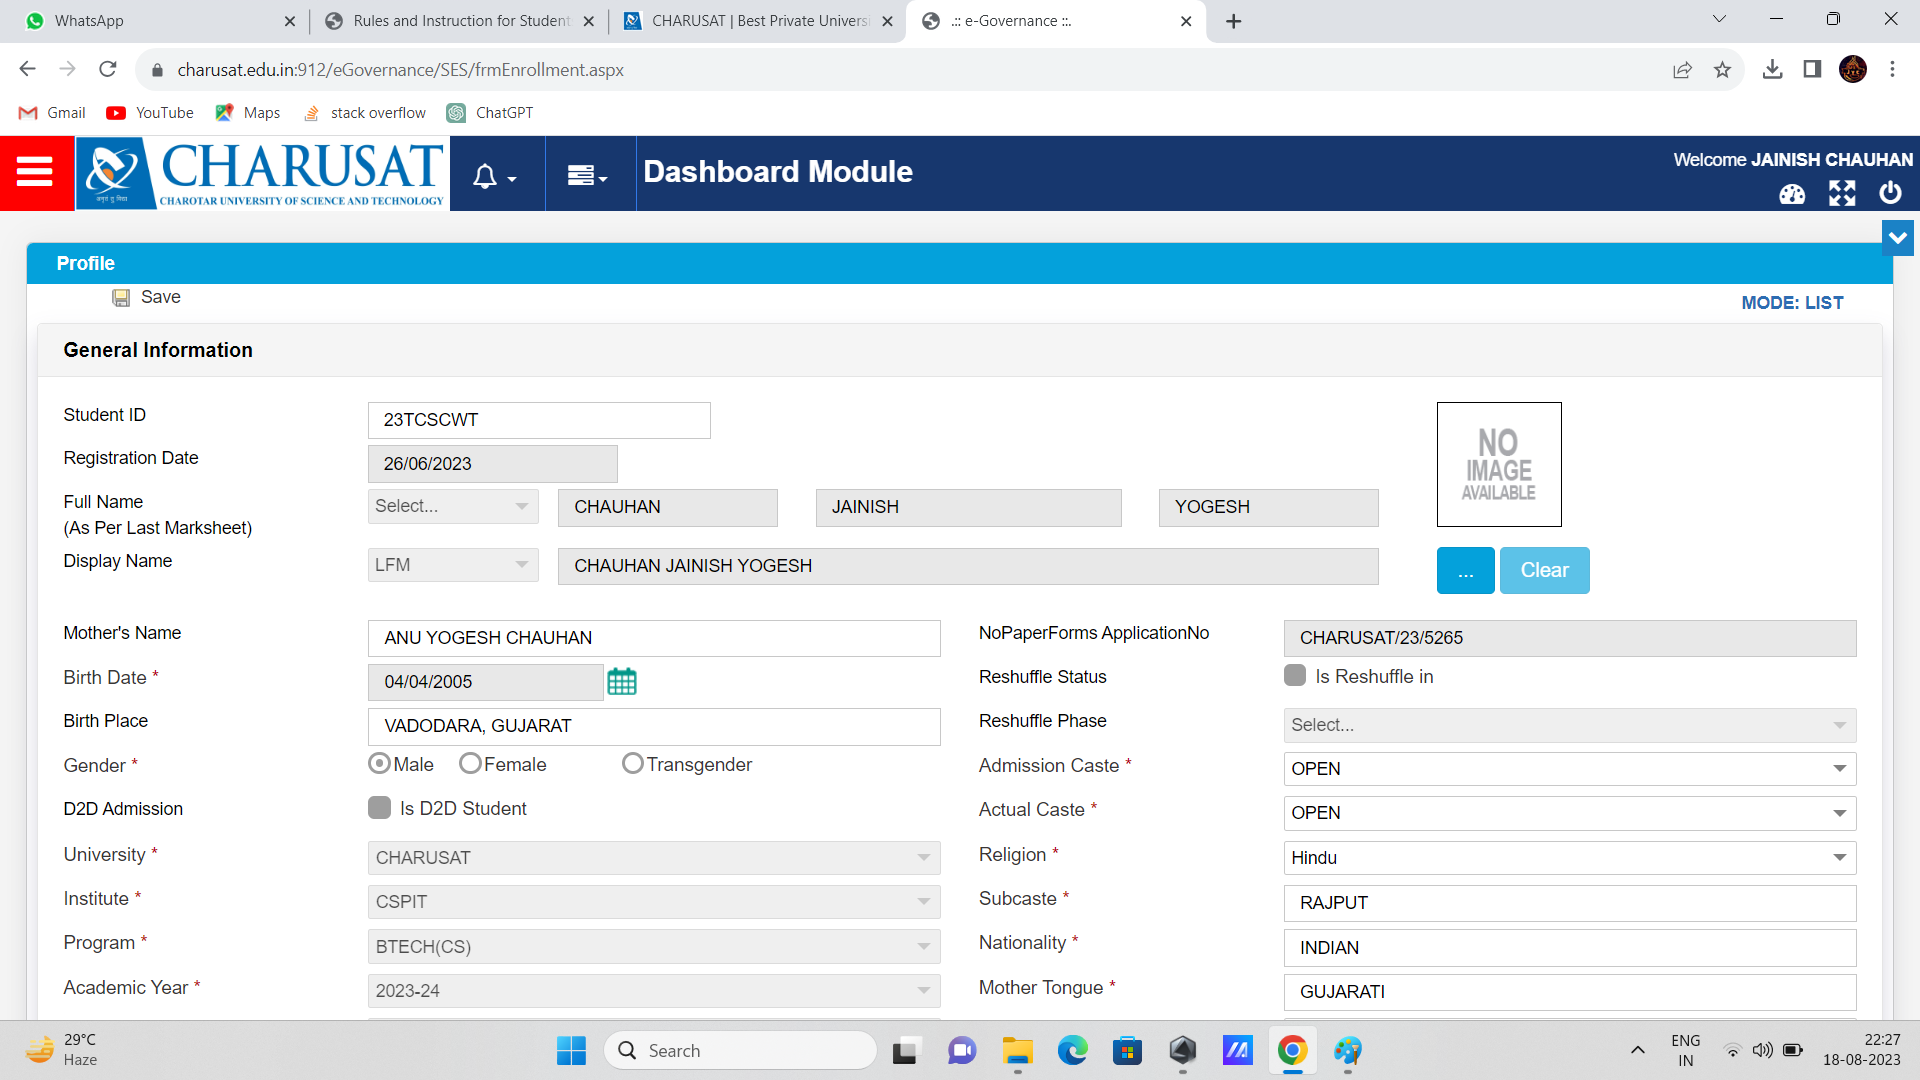 WhatsApp
Rules and Instruction for Student
CHARUSAT | Best Private Universi
.:: e-Governance ::.
charusat.edu.in:912/eGovernance/SES/frmEnrollment.aspx
Gmail YouTube Maps stack overflow ChatGPT
CHARUSAT
CHAROTAR UNIVERSITY OF SCIENCE AND TECHNOLOGY
Dashboard Module
Welcome JAINISH CHAUHAN
Profile
Save
MODE: LIST
General Information
Student ID 23TCSCWT
Registration Date 26/06/2023
Full Name
(As Per Last Marksheet)
Select... CHAUHAN JAINISH YOGESH
NO
IMAGE
AVAILABLE
Display Name LFM CHAUHAN JAINISH YOGESH
... Clear
Mother's Name ANU YOGESH CHAUHAN
NoPaperForms ApplicationNo CHARUSAT/23/5265
Birth Date * 04/04/2005
Reshuffle Status Is Reshuffle in
Birth Place VADODARA, GUJARAT
Reshuffle Phase Select...
Gender * Male Female Transgender
Admission Caste * OPEN
D2D Admission Is D2D Student
Actual Caste * OPEN
University * CHARUSAT
Religion * Hindu
Institute * CSPIT
Subcaste * RAJPUT
Program * BTECH(CS)
Nationality * INDIAN
Academic Year * 2023-24
Mother Tongue * GUJARATI
29°C
Haze
Search
ENG
IN
22:27
18-08-2023